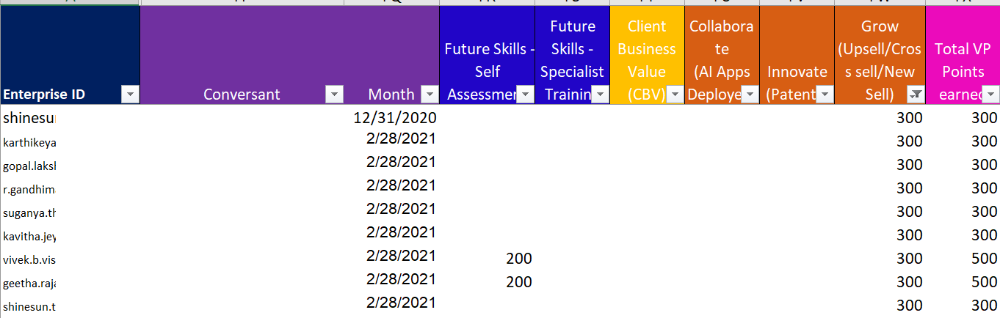 Enterprise ID Conversant Month Future Skills - Self Assessmen Future Skills - Specialist Trainin Client Business Value (CBV) Collabora te (AI Apps Deploye Innovate (Patent Grow (Upsell/Cros s sell/New Sell) Total VP Points earned
shinesu 12/31/2020 300 300
karthikeya 2/28/2021 300 300
gopal.laksh 2/28/2021 300 300
r.gandhim 2/28/2021 300 300
suganya.th 2/28/2021 300 300
kavitha.jey 2/28/2021 300 300
vivek.b.vis 2/28/2021 200 300 500
geetha.raja 2/28/2021 200 300 500
shinesun.t 2/28/2021 300 300